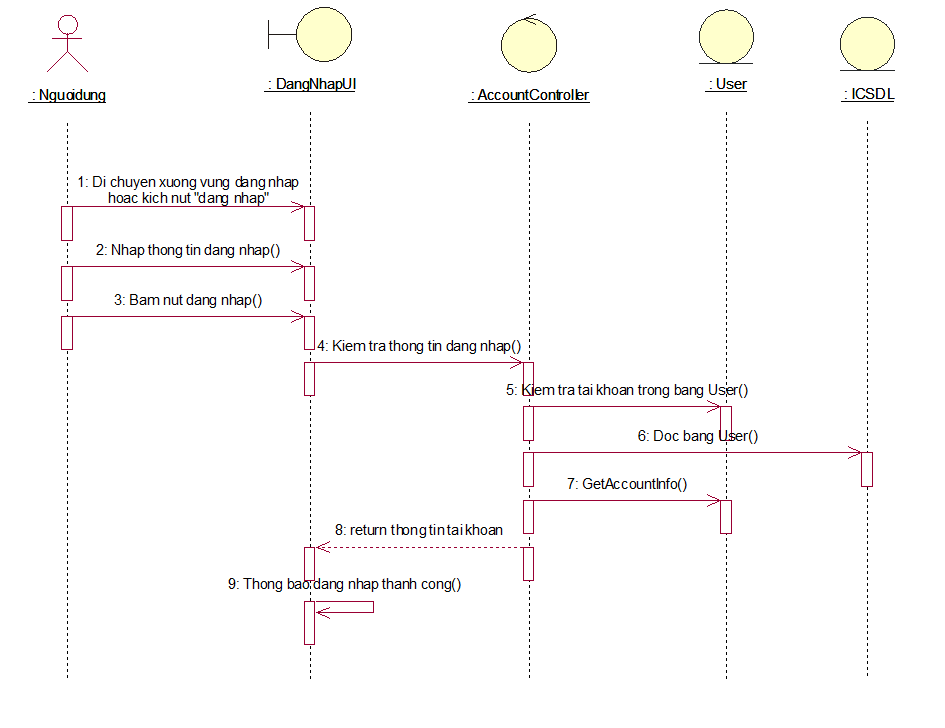 : Nguoidung
: DangNhapUI
: AccountController
: User
: ICSDL
1: Di chuyen xuong vung dang nhap
hoac kich nut "dang nhap"
2: Nhap thong tin dang nhap()
3: Bam nut dang nhap()
4: Kiem tra thong tin dang nhap()
5: Kiem tra tai khoan trong bang User()
6: Doc bang User()
7: GetAccountInfo()
8: return thong tin tai khoan
9: Thong bao dang nhap thanh cong()